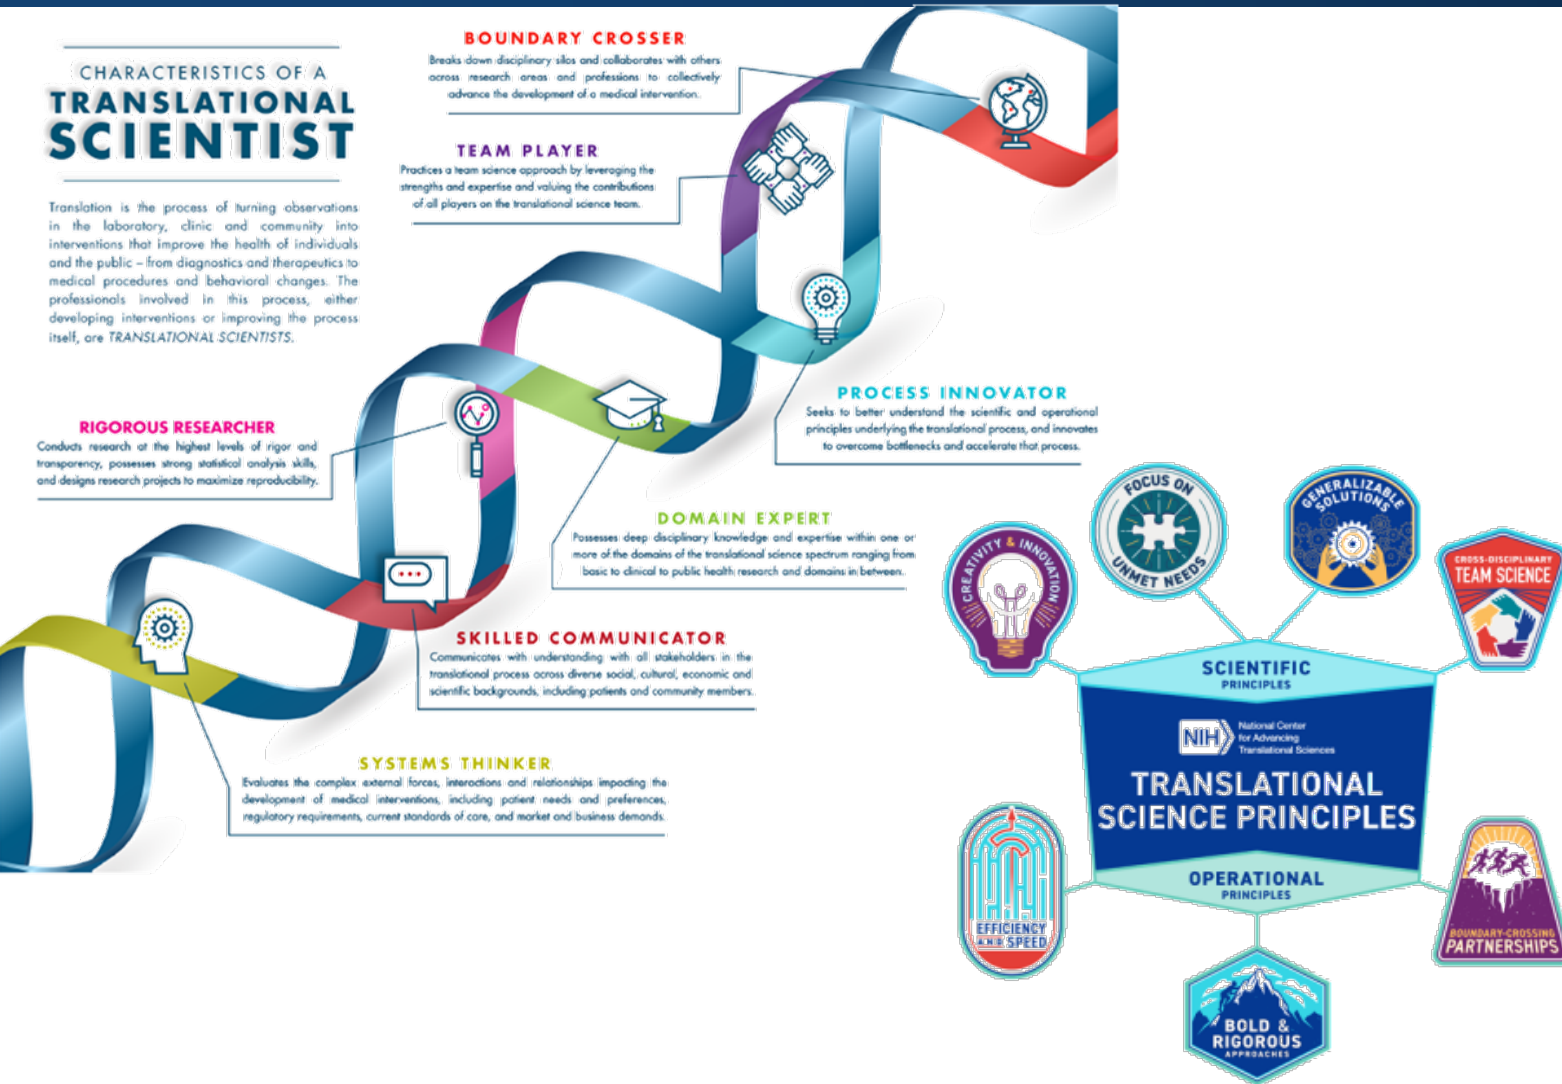 CHARACTERISTICS OF A
TRANSLATIONAL
SCIENTIST
Translation is the process of turning observations
in the laboratory, clinic and community into
interventions that improve the health of individuals
and the public – from diagnostics and therapeutics to
medical procedures and behavioral changes. The
professionals involved in this process, either
developing interventions or improving the process
itself, are TRANSLATIONAL SCIENTISTS.
BOUNDARY CROSSER
Breaks down disciplinary silos and collaborates with others
across research areas and professions to collectively
advance the development of a medical intervention.
TEAM PLAYER
Practices a team science approach by leveraging the
strengths and expertise and valuing the contributions
of all players on the translational science team.
PROCESS INNOVATOR
Seeks to better understand the scientific and operational
principles underlying the translational process, and innovates
to overcome bottlenecks and accelerate that process.
RIGOROUS RESEARCHER
Conducts research at the highest levels of rigor and
transparency, possesses strong statistical analysis skills,
and designs research projects to maximize reproducibility.
DOMAIN EXPERT
Possesses deep disciplinary knowledge and expertise within one or
more of the domains of the translational science spectrum ranging from
basic to clinical to public health research and domains in between.
SKILLED COMMUNICATOR
Communicates with understanding with all stakeholders in the
translational process across diverse social, cultural, economic and
scientific backgrounds, including patients and community members.
SYSTEMS THINKER
Evaluates the complex external forces, interactions and relationships impacting the
development of medical interventions, including patient needs and preferences,
regulatory requirements, current standards of care, and market and business demands.
CREATIVITY & INNOVATION
FOCUS ON
UNMET NEEDS
GENERALIZABLE
SOLUTIONS
CROSS-DISCIPLINARY
TEAM SCIENCE
SCIENTIFIC
PRINCIPLES
NIH
National Center
for Advancing
Translational Sciences
TRANSLATIONAL
SCIENCE PRINCIPLES
OPERATIONAL
PRINCIPLES
EFFICIENCY
AND SPEED
BOLD &
RIGOROUS
APPROACHES
BOUNDARY-CROSSING
PARTNERSHIPS